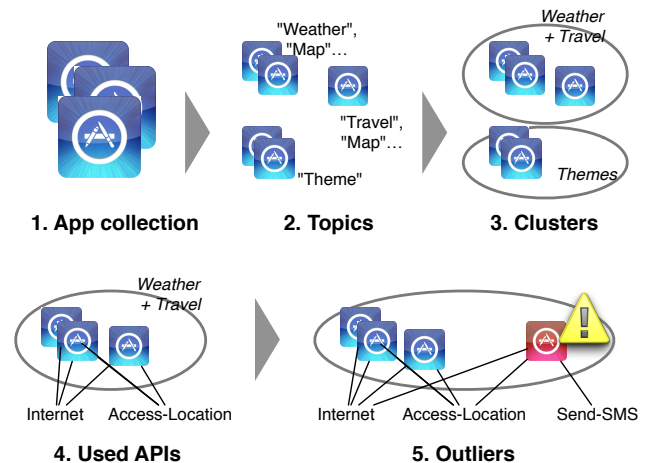 "Weather",
"Map"…
"Travel",
"Map"…
"Theme"
Weather
+ Travel
Themes
1. App collection
2. Topics
3. Clusters
Weather
+ Travel
Internet
Access-Location
Internet
Access-Location
Send-SMS
4. Used APIs
5. Outliers